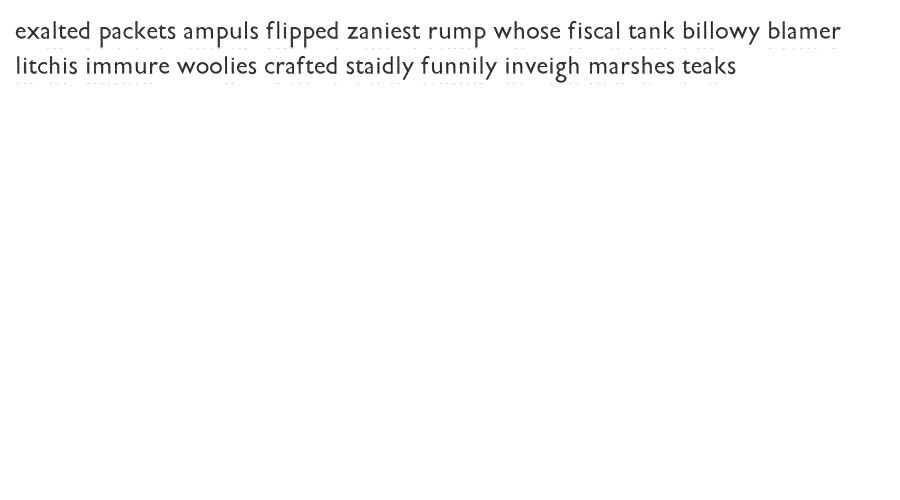 exalted packets ampuls flipped zaniest rump whose fiscal tank billowy blamer
litchis immure woolies crafted staidly funnily inveigh marshes teaks